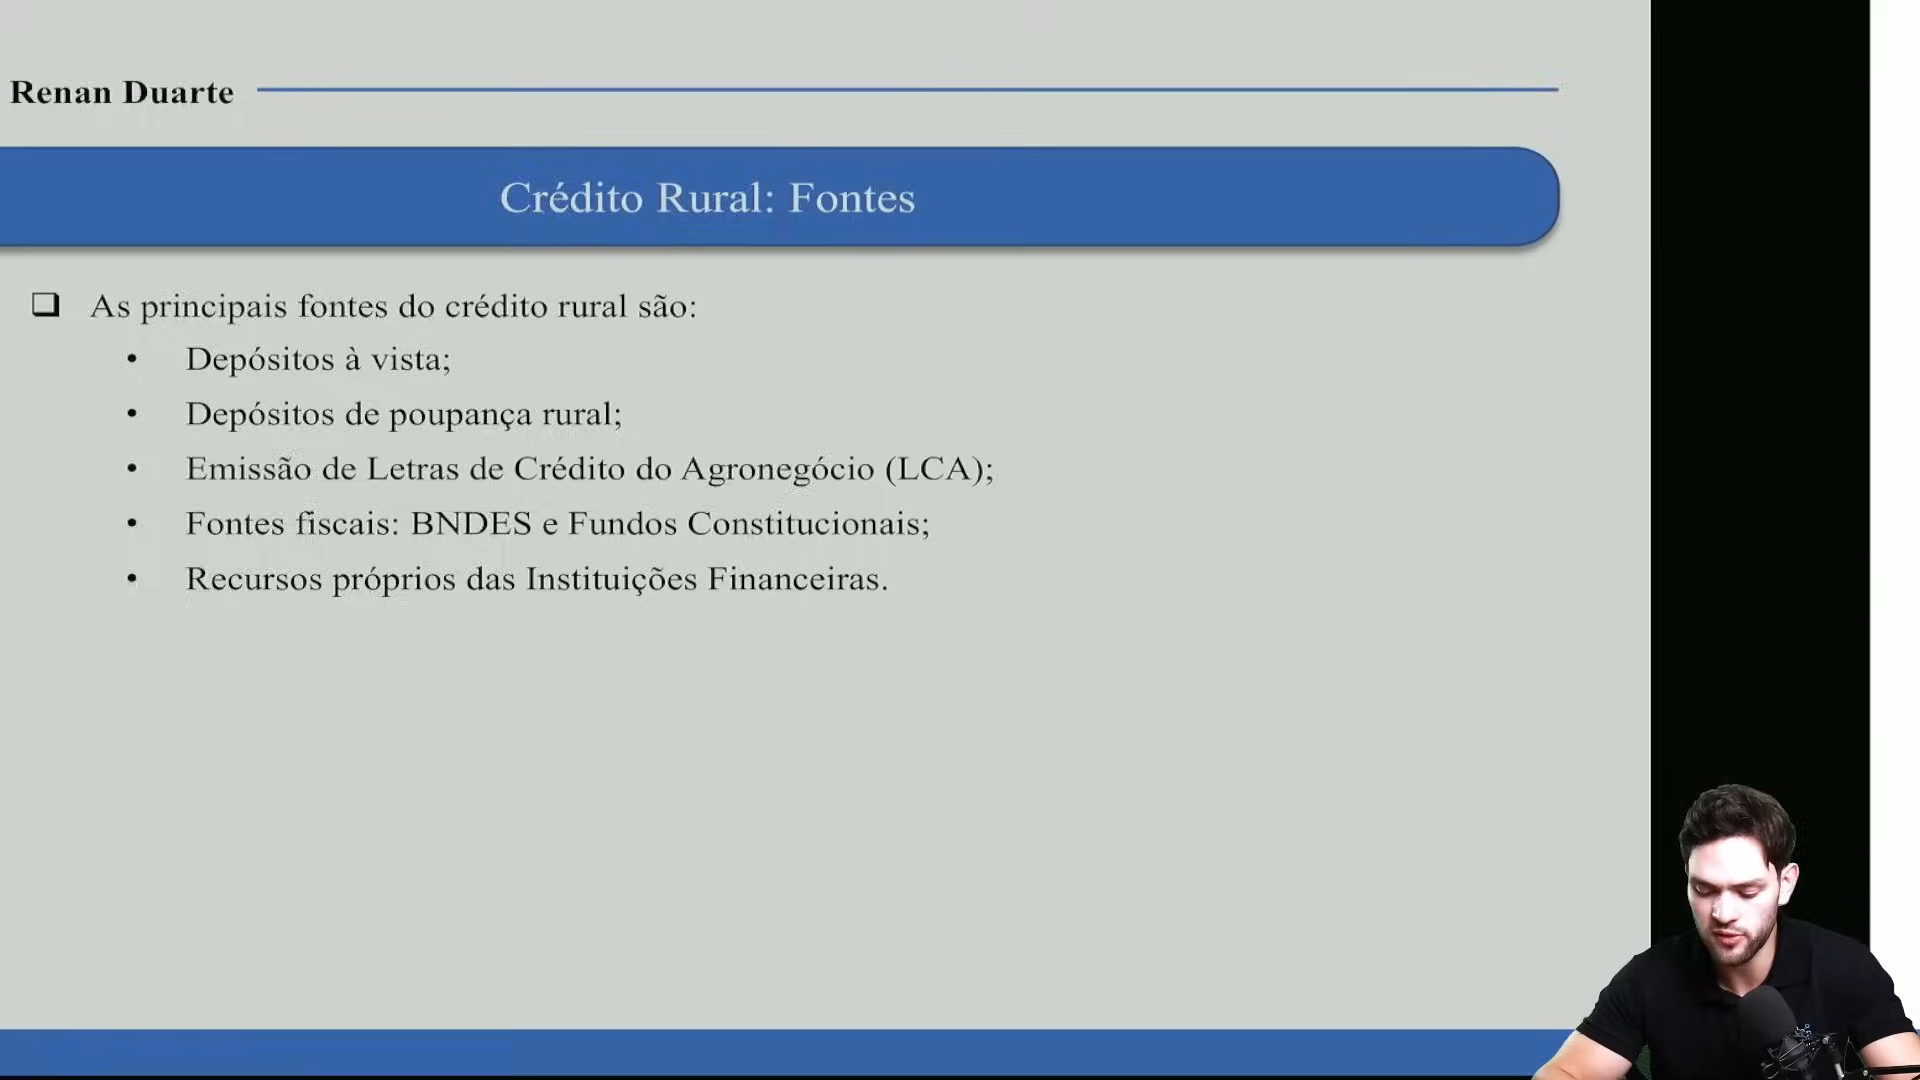 Renan Duarte
Crédito Rural: Fontes
❑ As principais fontes do crédito rural são:
• Depósitos à vista;
• Depósitos de poupança rural;
• Emissão de Letras de Crédito do Agronegócio (LCA);
• Fontes fiscais: BNDES e Fundos Constitucionais;
• Recursos próprios das Instituições Financeiras.